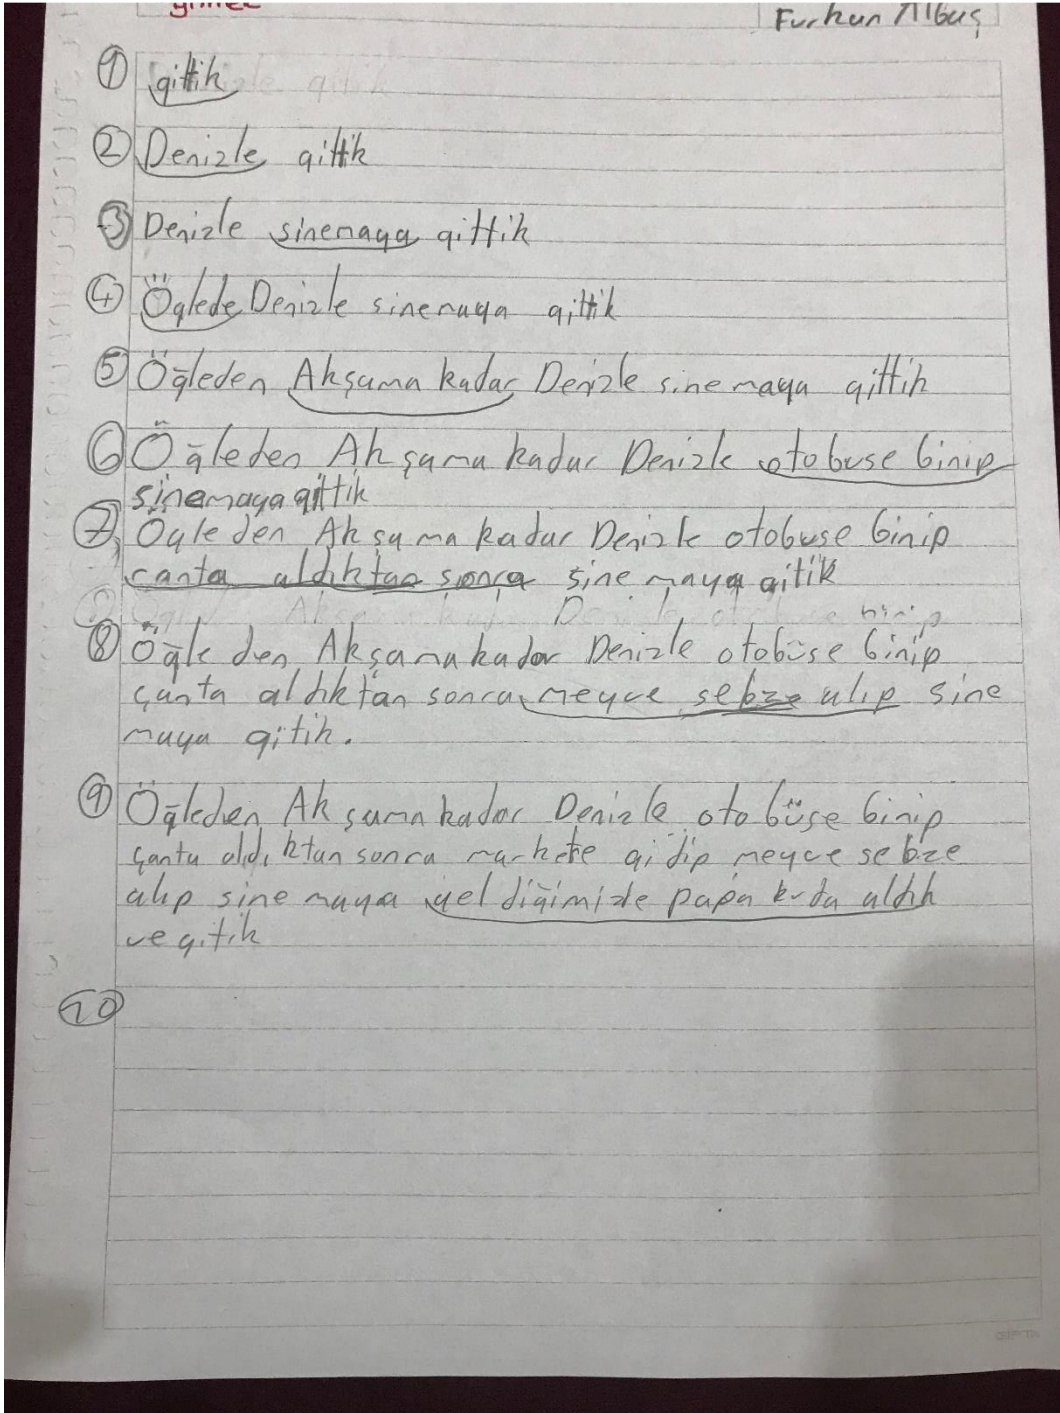 Furkan Albaş
1 gittik
2 Denizle gittik
3 Denizle sinemaya gittik
4 Öğlede Denizle sinemaya gittik
5 Öğleden Akşama kadar Denizle sinemaya gittik
6 Öğleden Akşama kadar Denizle otobuse binip
sinemaya gittik
7 Öğleden Akşama kadar Denizle otobuse binip
canta aldıktan sonra sinemaya gitik
8 Öğle den Akşama kadar Denizle otobüse binip
çanta aldıktan sonra meyve sebze alıp sine
maya gitik.
9 Öğleden Akşama kadar Denizle otobüse binip
çanta aldıktan sonra markete gidip meyve sebze
alıp sinemaya geldiğimizde aldık
ve gitik
10